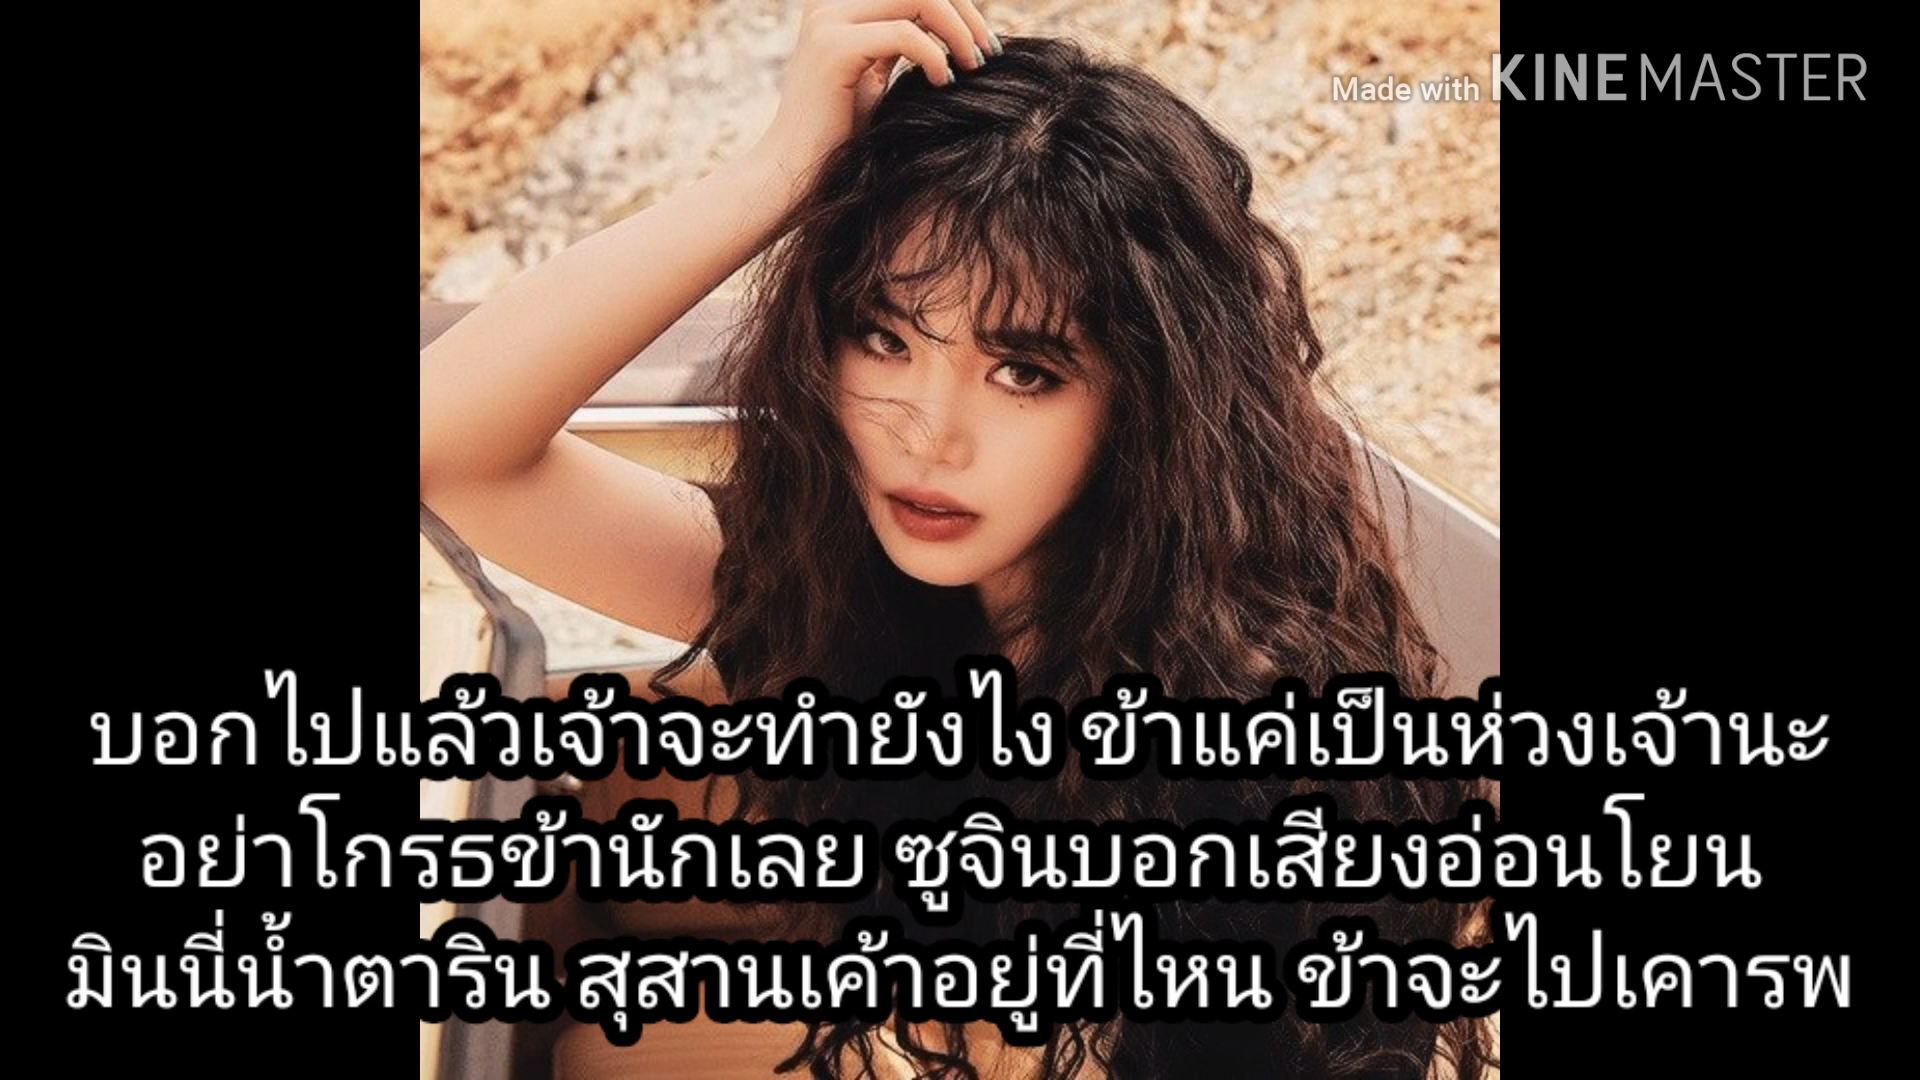 Made with KINEMASTER
บอกไปแล้วเจ้าจะทำยังไง ข้าแค่เป็นห่วงเจ้านะ
อย่าโกรธข้านักเลย ซูจินบอกเสียงอ่อนโยน
มินนี่น้ำตาริน สุสานเค้าอยู่ที่ไหน ข้าจะไปเคารพ